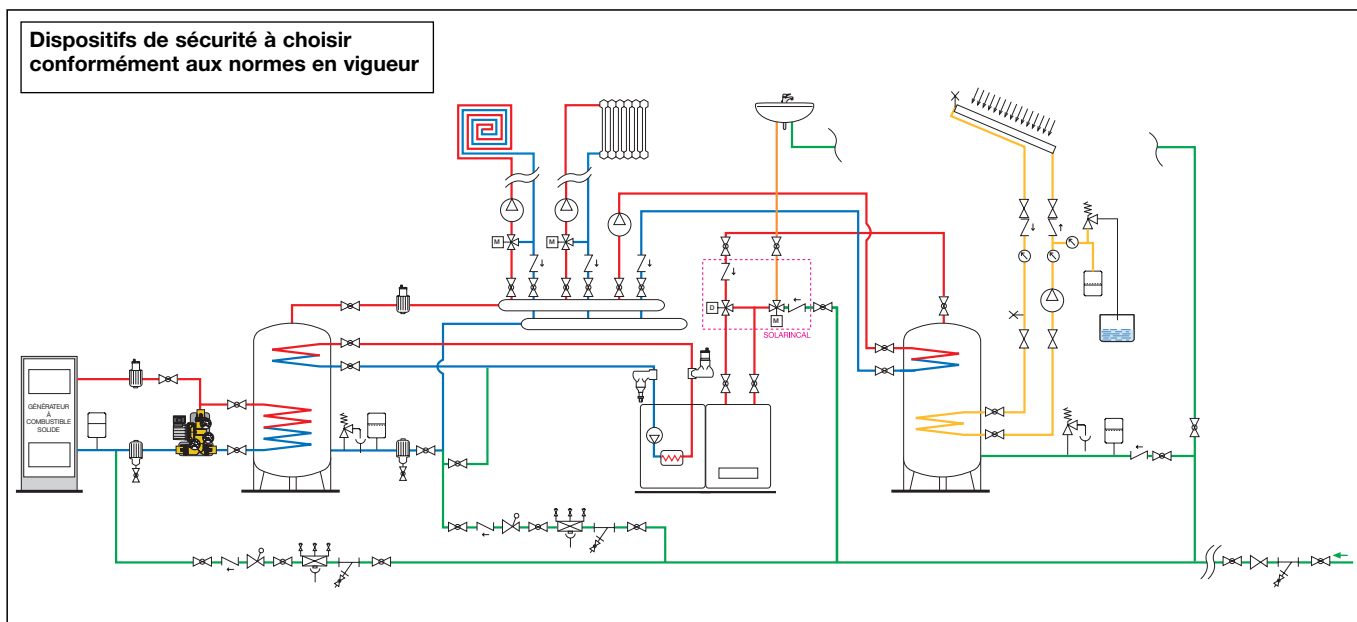 Dispositifs de sécurité à choisir
conformément aux normes en vigueur
M
M
D
M
SOLARINCAL
GÉNÉRATEUR
À
COMBUSTIBLE
SOLIDE